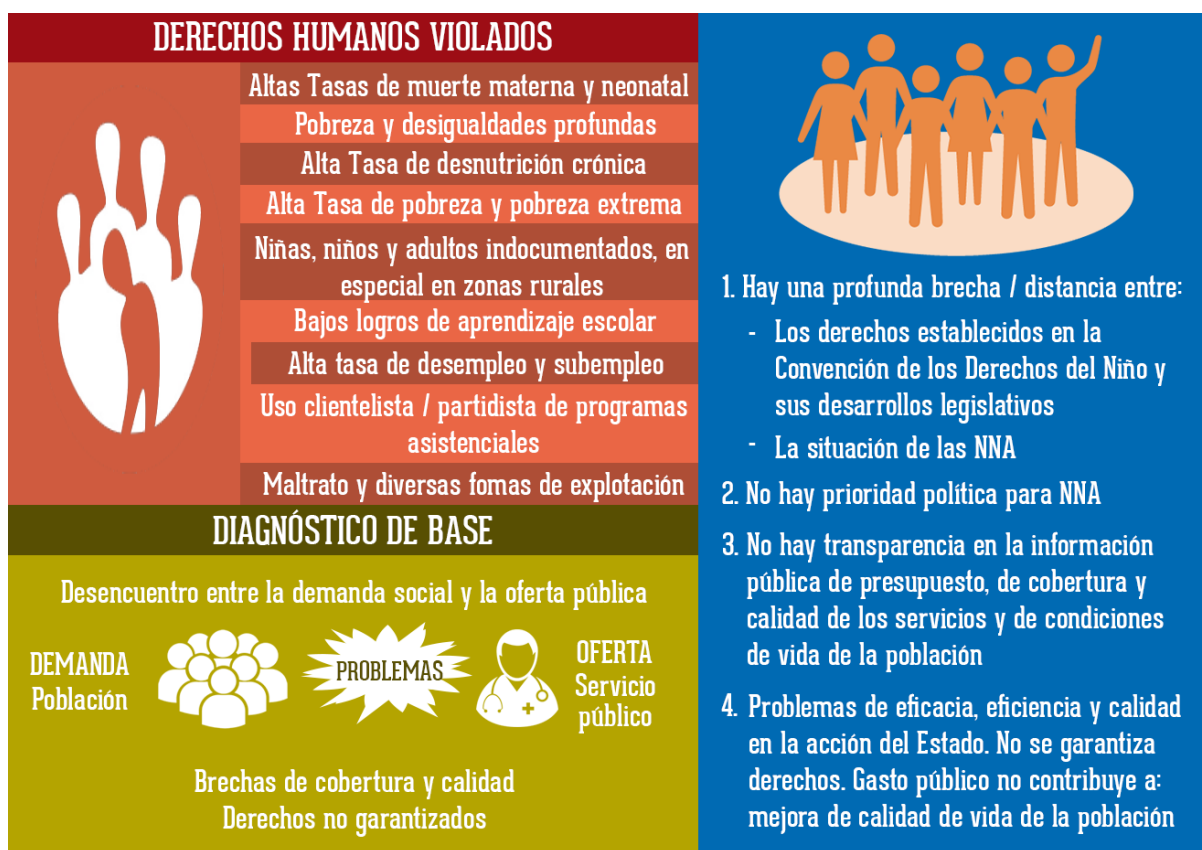 DERECHOS HUMANOS VIOLADOS
Altas Tasas de muerte materna y neonatal
Pobreza y desigualdades profundas
Alta Tasa de desnutrición crónica
Alta Tasa de pobreza y pobreza extrema
Niñas, niños y adultos indocumentados, en
especial en zonas rurales
Bajos logros de aprendizaje escolar
Alta tasa de desempleo y subempleo
Uso clientelista / partidista de programas
asistenciales
Maltrato y diversas fomas de explotación
DIAGNÓSTICO DE BASE
Desencuentro entre la demanda social y la oferta pública
DEMANDA
Población
PROBLEMAS
OFERTA
Servicio
público
Brechas de cobertura y calidad
Derechos no garantizados
1. Hay una profunda brecha / distancia entre:
- Los derechos establecidos en la
Convención de los Derechos del Niño y
sus desarrollos legislativos
- La situación de las NNA
2. No hay prioridad política para NNA
3. No hay transparencia en la información
pública de presupuesto, de cobertura y
calidad de los servicios y de condiciones
de vida de la población
4. Problemas de eficacia, eficiencia y calidad
en la acción del Estado. No se garantiza
derechos. Gasto público no contribuye a:
mejora de calidad de vida de la población